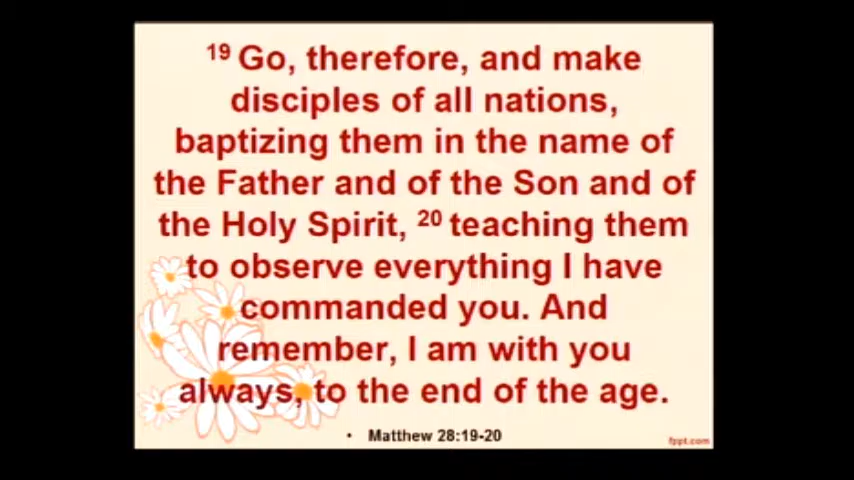 19 Go, therefore, and make
disciples of all nations,
baptizing them in the name of
the Father and of the Son and of
the Holy Spirit, 20 teaching them
to observe everything I have
commanded you. And
remember, I am with you
always, to the end of the age.
• Matthew 28:19-20
fppt.com